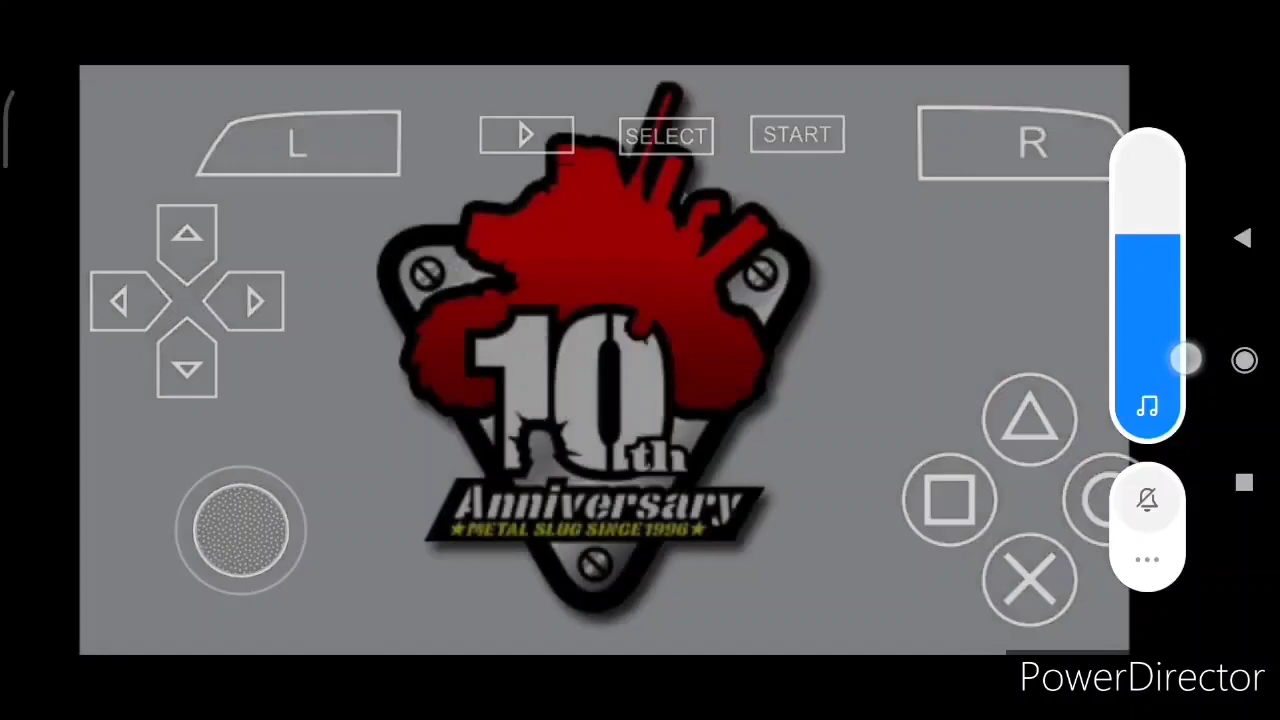 L
SELECT
START
R
10th
Anniversary
★METAL SLUG SINCE 1996★
PowerDirector